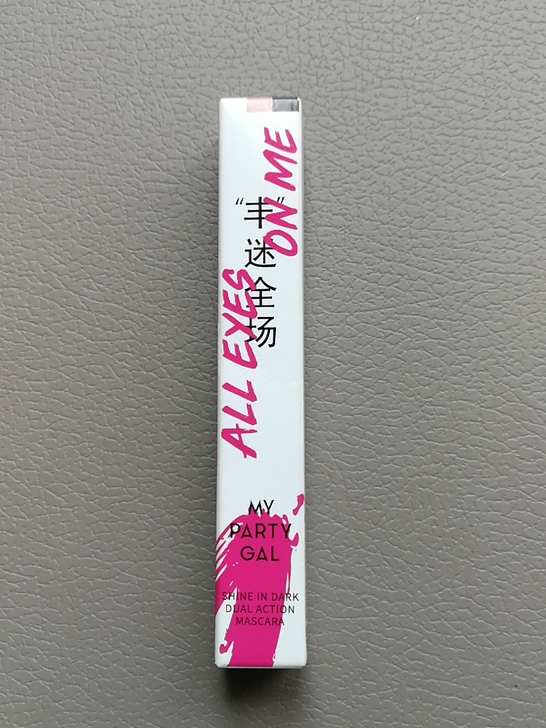 ALL EYES
ON ME
“丰”
迷
全
场
MY
PARTY
GAL
SHINE IN DARK
DUAL ACTION
MASCARA